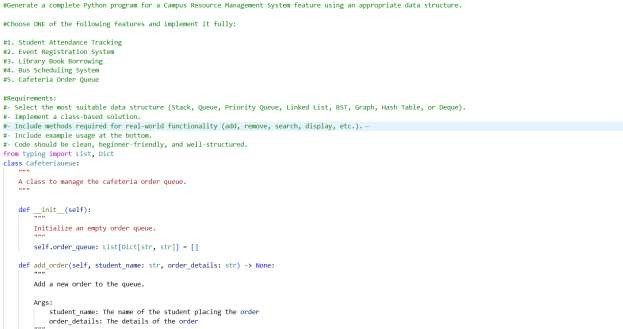 #Generate a complete Python program for a Campus Resource Management System feature using an appropriate data structure.
#Choose ONE of the following features and implement it fully:
#1. Student Attendance Tracking
#2. Event Registration System
#3. Library Book Borrowing
#4. Bus Scheduling System
#5. Cafeteria Order Queue
#Requirements:
#- Select the most suitable data structure (Stack, Queue, Priority Queue, Linked List, BST, Graph, Hash Table, or Deque).
#- Implement a class-based solution.
#- Include methods required for real-world functionality (add, remove, search, display, etc.).
#- Include example usage at the bottom.
#- Code should be clean, beginner-friendly, and well-structured.
from typing import List, Dict
class CafeteriaQueue:
"""
A class to manage the cafeteria order queue.
"""
def __init__(self):
"""
Initialize an empty order queue.
"""
self.order_queue: List[Dict[str, str]] = []
def add_order(self, student_name: str, order_details: str) -> None:
"""
Add a new order to the queue.
Args:
student_name: The name of the student placing the order
order_details: The details of the order
"""